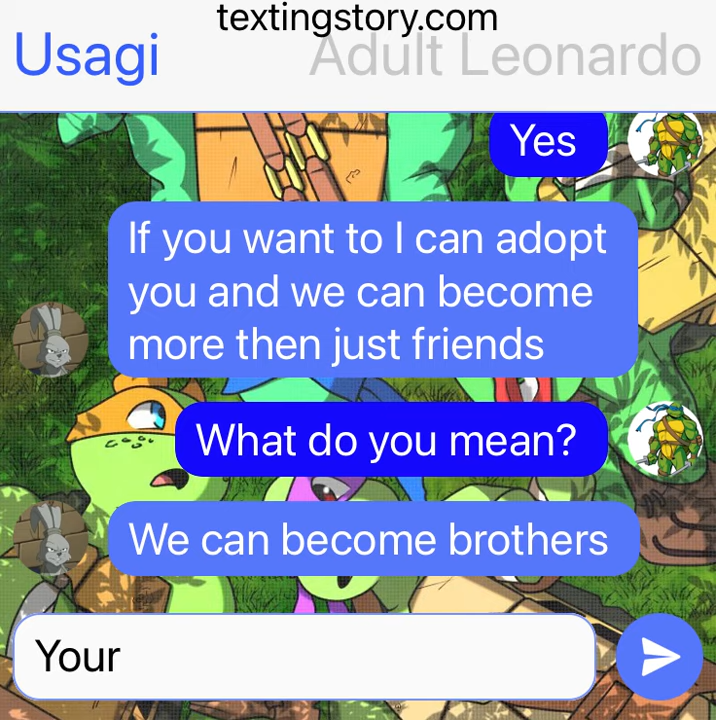 textingstory.com
Usagi
Adult Leonardo
Yes
If you want to I can adopt
you and we can become
more then just friends
What do you mean?
We can become brothers
Your